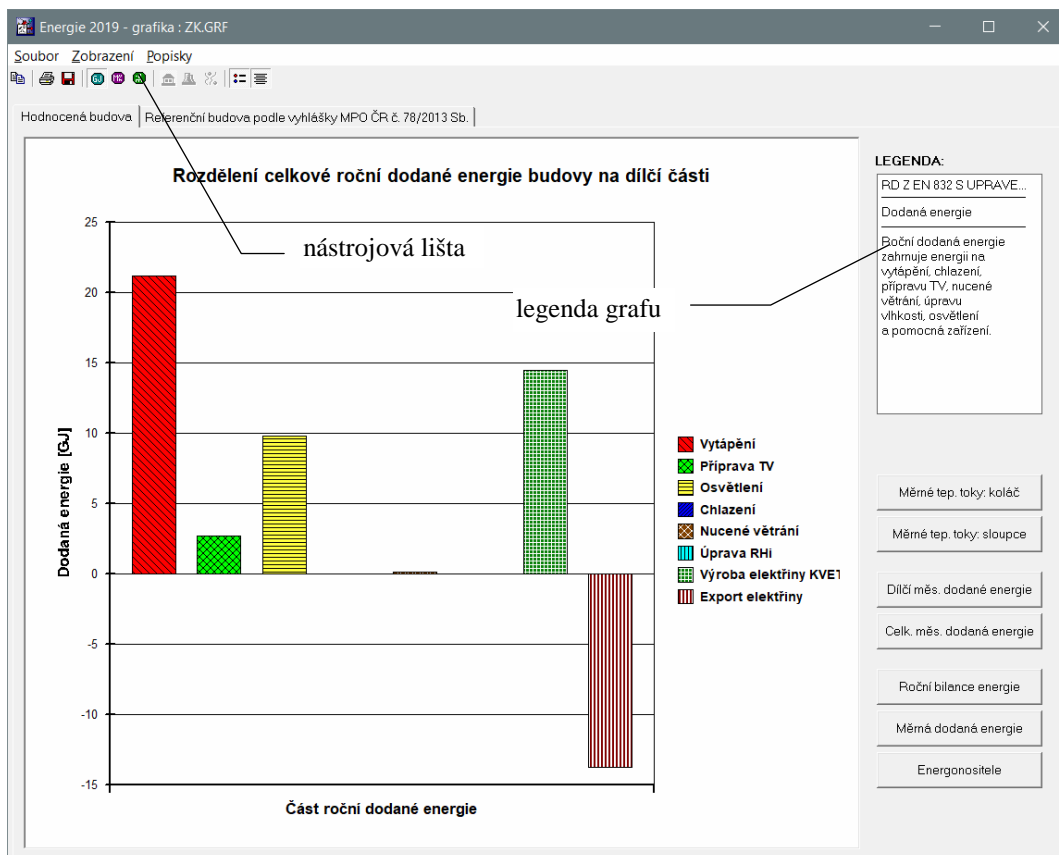 Energie 2019 - grafika : ZK.GRF
Soubor Zobrazení Popisky
Hodnocená budova
Referenční budova podle vyhlášky MPO ČR č. 78/2013 Sb.
Rozdělení celkové roční dodané energie budovy na dílčí části
nástrojová lišta
legenda grafu
Dodaná energie [GJ]
25
20
15
10
5
0
-5
-10
-15
Část roční dodané energie
Vytápění
Příprava TV
Osvětlení
Chlazení
Nucené větrání
Úprava RHi
Výroba elektřiny KVET
Export elektřiny
LEGENDA:
RD Z EN 832 S UPRAVE...
Dodaná energie
Roční dodaná energie
zahrnuje energii na
vytápění, chlazení,
přípravu TV, nucené
větrání, úpravu
vlhkosti, osvětlení
a pomocná zařízení.
Měrné tep. toky: koláč
Měrné tep. toky: sloupce
Dílčí měs. dodané energie
Celk. měs. dodaná energie
Roční bilance energie
Měrná dodaná energie
Energonositele